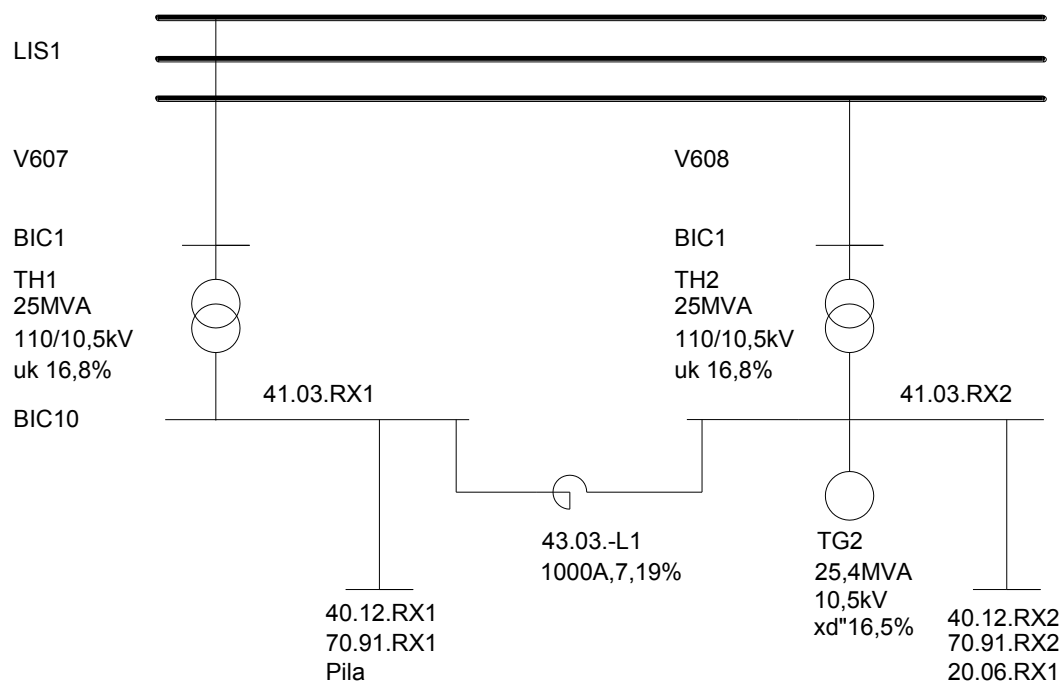 LIS1
V607
V608
BIC1
BIC1
TH1
25MVA
110/10,5kV
uk 16,8%
TH2
25MVA
110/10,5kV
uk 16,8%
41.03.RX1
41.03.RX2
BIC10
43.03.-L1
1000A,7,19%
TG2
25,4MVA
10,5kV
xd"16,5%
40.12.RX1
70.91.RX1
Pila
40.12.RX2
70.91.RX2
20.06.RX1